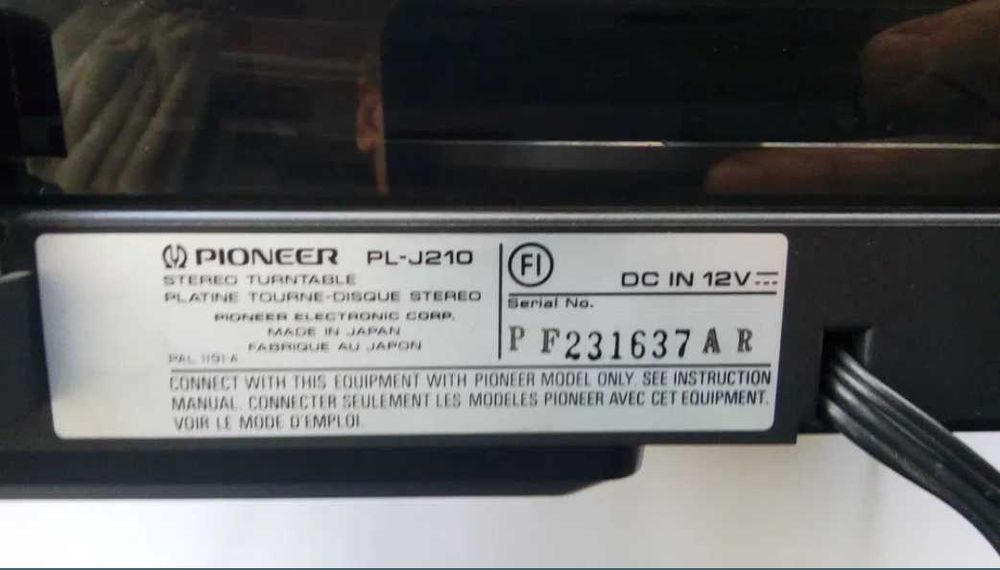 PIONEER PL-J210
STEREO TURNTABLE
PLATINE TOURNE-DISQUE STEREO
PIONEER ELECTRONIC CORP.
MADE IN JAPAN
FABRIQUE AU JAPON
PAL 1191-A
FI
DC IN 12V
Serial No.
P F231637 A R
CONNECT WITH THIS EQUIPMENT WITH PIONEER MODEL ONLY. SEE INSTRUCTION
MANUAL. CONNECTER SEULEMENT LES MODELES PIONEER AVEC CET EQUIPMENT.
VOIR LE MODE D'EMPLOI.